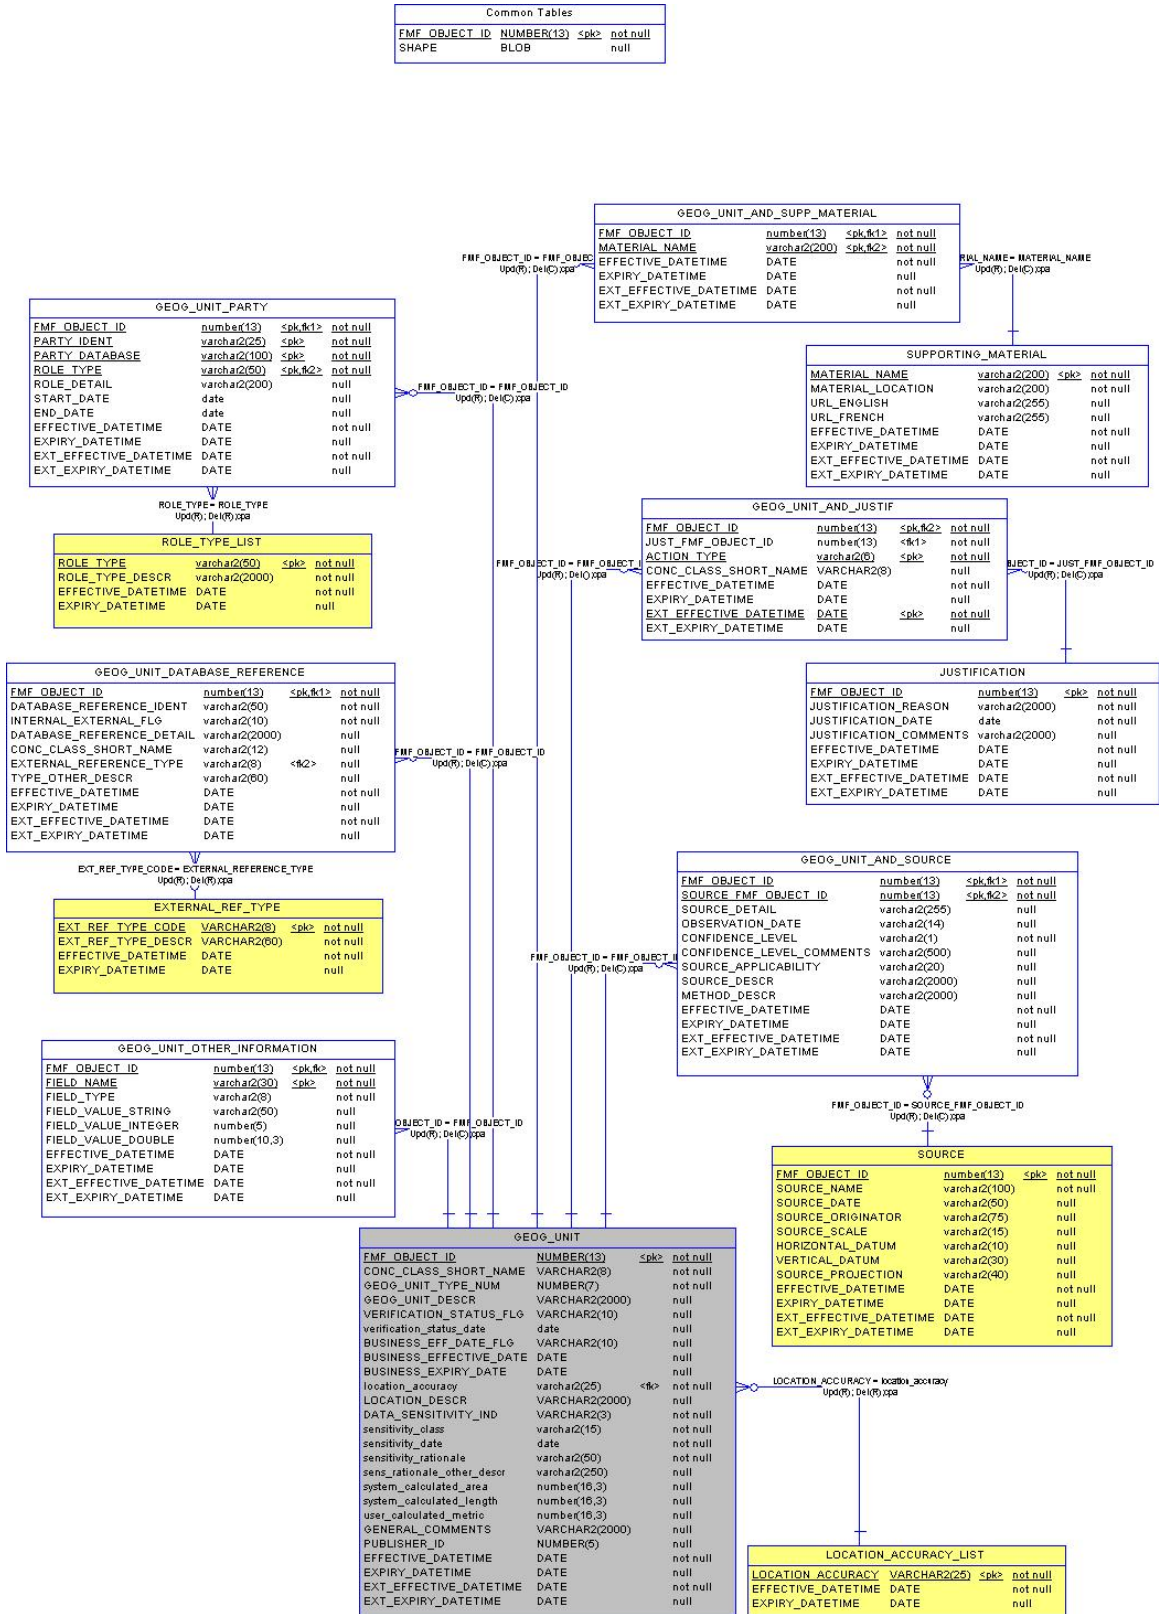 Common Tables
FMF_OBJECT_ID NUMBER(13) <pk> not null
SHAPE BLOB null
GEOG_UNIT_AND_SUPP_MATERIAL
FMF_OBJECT_ID number(13) <pk,fk1> not null
MATERIAL_NAME varchar2(200) <pk,fk2> not null
EFFECTIVE_DATETIME DATE not null
EXPIRY_DATETIME DATE null
EXT_EFFECTIVE_DATETIME DATE not null
EXT_EXPIRY_DATETIME DATE null
FMF_OBJECT_ID = FMF_OBJEC
Upd(R); Del(C);cpa
RIAL_NAME = MATERIAL_NAME
Upd(R); Del(C);cpa
GEOG_UNIT_PARTY
FMF_OBJECT_ID number(13) <pk,fk1> not null
PARTY_IDENT varchar2(25) <pk> not null
PARTY_DATABASE varchar2(100) <pk> not null
ROLE_TYPE varchar2(50) <pk,fk2> not null
ROLE_DETAIL varchar2(200) null
START_DATE date null
END_DATE date null
EFFECTIVE_DATETIME DATE not null
EXPIRY_DATETIME DATE null
EXT_EFFECTIVE_DATETIME DATE not null
EXT_EXPIRY_DATETIME DATE null
FMF_OBJECT_ID = FMF_OBJECT_ID
Upd(R); Del(C);cpa
SUPPORTING_MATERIAL
MATERIAL_NAME varchar2(200) <pk> not null
MATERIAL_LOCATION varchar2(200) not null
URL_ENGLISH varchar2(255) null
URL_FRENCH varchar2(255) null
EFFECTIVE_DATETIME DATE not null
EXPIRY_DATETIME DATE null
EXT_EFFECTIVE_DATETIME DATE not null
EXT_EXPIRY_DATETIME DATE null
ROLE_TYPE = ROLE_TYPE
Upd(R); Del(R);cpa
ROLE_TYPE_LIST
ROLE_TYPE varchar2(50) <pk> not null
ROLE_TYPE_DESCR varchar2(2000) not null
EFFECTIVE_DATETIME DATE not null
EXPIRY_DATETIME DATE null
GEOG_UNIT_AND_JUSTIF
FMF_OBJECT_ID number(13) <pk,fk2> not null
JUST_FMF_OBJECT_ID number(13) <fk1> not null
ACTION_TYPE varchar2(6) <pk> not null
CONC_CLASS_SHORT_NAME VARCHAR2(8) null
EFFECTIVE_DATETIME DATE not null
EXPIRY_DATETIME DATE null
EXT_EFFECTIVE_DATETIME DATE <pk> not null
EXT_EXPIRY_DATETIME DATE null
FMF_OBJECT_ID = FMF_OBJECT_I
Upd(R); Del();cpa
BJECT_ID = JUST_FMF_OBJECT_ID
Upd(R); Del(C);cpa
GEOG_UNIT_DATABASE_REFERENCE
FMF_OBJECT_ID number(13) <pk,fk1> not null
DATABASE_REFERENCE_IDENT varchar2(50) not null
INTERNAL_EXTERNAL_FLG varchar2(10) not null
DATABASE_REFERENCE_DETAIL varchar2(2000) null
CONC_CLASS_SHORT_NAME varchar2(12) null
EXTERNAL_REFERENCE_TYPE varchar2(8) <fk2> null
TYPE_OTHER_DESCR varchar2(60) null
EFFECTIVE_DATETIME DATE not null
EXPIRY_DATETIME DATE null
EXT_EFFECTIVE_DATETIME DATE not null
EXT_EXPIRY_DATETIME DATE null
FMF_OBJECT_ID = FMF_OBJECT_ID
Upd(R); Del(C);cpa
JUSTIFICATION
FMF_OBJECT_ID number(13) <pk> not null
JUSTIFICATION_REASON varchar2(2000) not null
JUSTIFICATION_DATE date not null
JUSTIFICATION_COMMENTS varchar2(2000) null
EFFECTIVE_DATETIME DATE not null
EXPIRY_DATETIME DATE null
EXT_EFFECTIVE_DATETIME DATE not null
EXT_EXPIRY_DATETIME DATE null
EXT_REF_TYPE_CODE = EXTERNAL_REFERENCE_TYPE
Upd(R); Del(R);cpa
EXTERNAL_REF_TYPE
EXT_REF_TYPE_CODE VARCHAR2(8) <pk> not null
EXT_REF_TYPE_DESCR VARCHAR2(60) not null
EFFECTIVE_DATETIME DATE not null
EXPIRY_DATETIME DATE null
GEOG_UNIT_AND_SOURCE
FMF_OBJECT_ID number(13) <pk,fk1> not null
SOURCE_FMF_OBJECT_ID number(13) <pk,fk2> not null
SOURCE_DETAIL varchar2(255) null
OBSERVATION_DATE varchar2(14) null
CONFIDENCE_LEVEL varchar2(1) not null
CONFIDENCE_LEVEL_COMMENTS varchar2(500) null
SOURCE_APPLICABILITY varchar2(20) null
SOURCE_DESCR varchar2(2000) null
METHOD_DESCR varchar2(2000) null
EFFECTIVE_DATETIME DATE not null
EXPIRY_DATETIME DATE null
EXT_EFFECTIVE_DATETIME DATE not null
EXT_EXPIRY_DATETIME DATE null
FMF_OBJECT_ID = FMF_OBJECT_I
Upd(R); Del(C);cpa
FMF_OBJECT_ID = SOURCE_FMF_OBJECT_ID
Upd(R); Del(C);cpa
GEOG_UNIT_OTHER_INFORMATION
FMF_OBJECT_ID number(13) <pk,fk> not null
FIELD_NAME varchar2(30) <pk> not null
FIELD_TYPE varchar2(8) not null
FIELD_VALUE_STRING varchar2(50) null
FIELD_VALUE_INTEGER number(5) null
FIELD_VALUE_DOUBLE number(10,3) null
EFFECTIVE_DATETIME DATE not null
EXPIRY_DATETIME DATE null
EXT_EFFECTIVE_DATETIME DATE not null
EXT_EXPIRY_DATETIME DATE null
OBJECT_ID = FMF_OBJECT_ID
Upd(R); Del(C);cpa
SOURCE
FMF_OBJECT_ID number(13) <pk> not null
SOURCE_NAME varchar2(100) not null
SOURCE_DATE varchar2(50) null
SOURCE_ORIGINATOR varchar2(75) null
SOURCE_SCALE varchar2(15) null
HORIZONTAL_DATUM varchar2(10) null
VERTICAL_DATUM varchar2(30) null
SOURCE_PROJECTION varchar2(40) null
EFFECTIVE_DATETIME DATE not null
EXPIRY_DATETIME DATE null
EXT_EFFECTIVE_DATETIME DATE not null
EXT_EXPIRY_DATETIME DATE null
GEOG_UNIT
FMF_OBJECT_ID NUMBER(13) <pk> not null
CONC_CLASS_SHORT_NAME VARCHAR2(8) not null
GEOG_UNIT_TYPE_NUM NUMBER(7) not null
GEOG_UNIT_DESCR VARCHAR2(2000) null
VERIFICATION_STATUS_FLG VARCHAR2(10) null
verification_status_date date null
BUSINESS_EFF_DATE_FLG VARCHAR2(10) null
BUSINESS_EFFECTIVE_DATE DATE null
BUSINESS_EXPIRY_DATE DATE null
location_accuracy varchar2(25) <fk> not null
LOCATION_DESCR VARCHAR2(2000) null
DATA_SENSITIVITY_IND VARCHAR2(3) not null
sensitivity_class varchar2(15) not null
sensitivity_date date not null
sensitivity_rationale varchar2(50) not null
sens_rationale_other_descr varchar2(250) null
system_calculated_area number(16,3) null
system_calculated_length number(16,3) null
user_calculated_metric number(16,3) null
GENERAL_COMMENTS VARCHAR2(2000) null
PUBLISHER_ID NUMBER(5) null
EFFECTIVE_DATETIME DATE not null
EXPIRY_DATETIME DATE null
EXT_EFFECTIVE_DATETIME DATE not null
EXT_EXPIRY_DATETIME DATE null
LOCATION_ACCURACY = location_accuracy
Upd(R); Del(R);cpa
LOCATION_ACCURACY_LIST
LOCATION_ACCURACY VARCHAR2(25) <pk> not null
EFFECTIVE_DATETIME DATE not null
EXPIRY_DATETIME DATE null